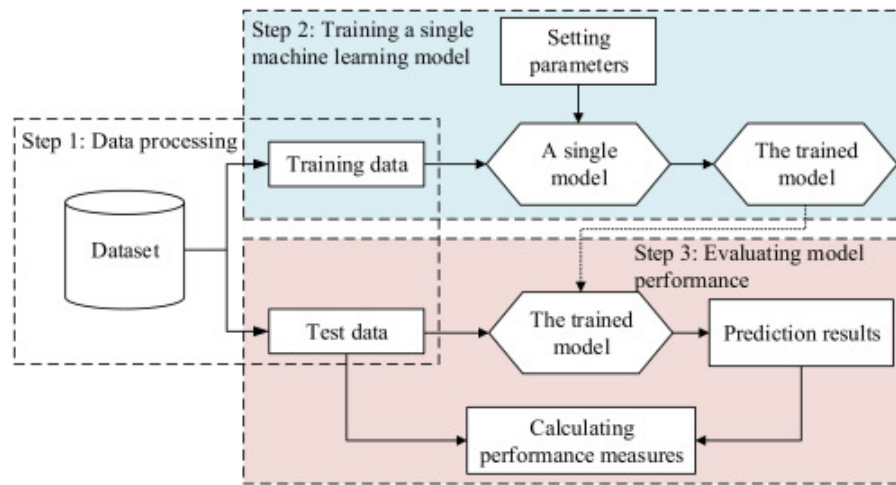 Step 2: Training a single
machine learning model
Setting
parameters
Step 1: Data processing
Training data
A single
model
The trained
model
Dataset
Step 3: Evaluating model
performance
Test data
The trained
model
Prediction results
Calculating
performance measures